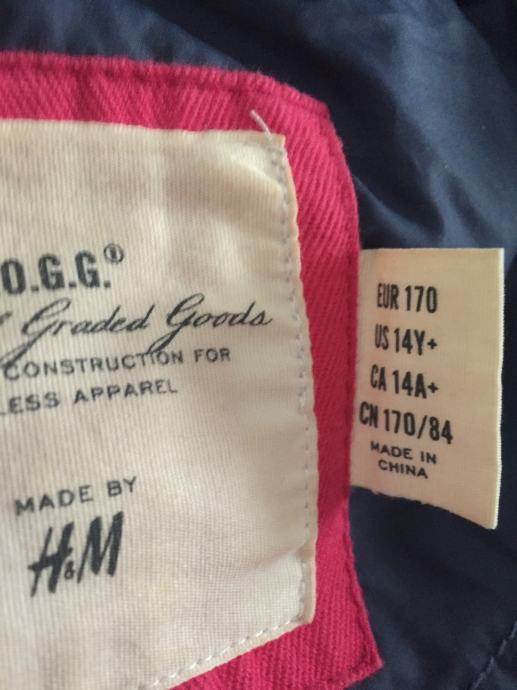 .O.G.G.®
Graded Goods
CONSTRUCTION FOR
LESS APPAREL
MADE BY
H&M
EUR 170
US 14Y+
CA 14A+
CN 170/84
MADE IN
CHINA